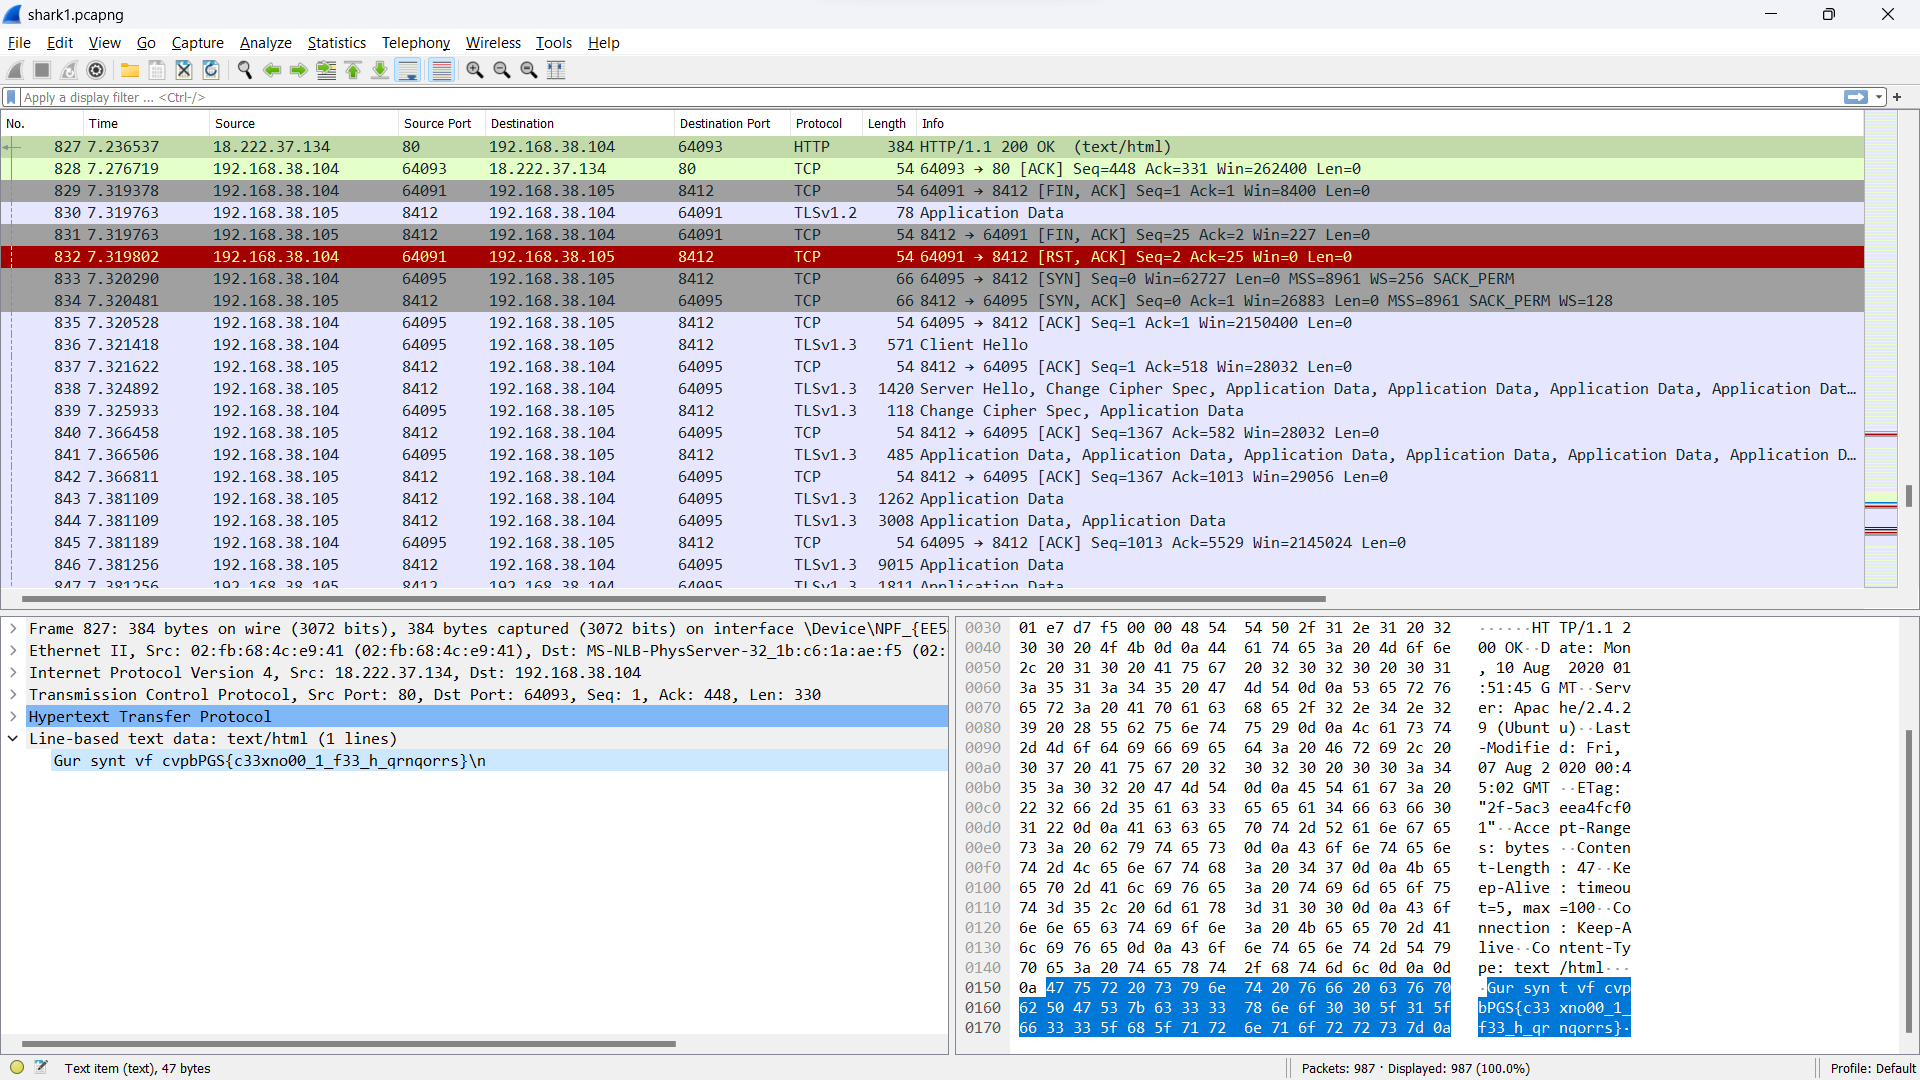 shark1.pcapng
File Edit View Go Capture Analyze Statistics Telephony Wireless Tools Help
Apply a display filter ... <Ctrl-/>
No. Time Source Source Port Destination Destination Port Protocol Length Info
827 7.236537 18.222.37.134 80 192.168.38.104 64093 HTTP 384 HTTP/1.1 200 OK (text/html)
828 7.276719 192.168.38.104 64093 18.222.37.134 80 TCP 54 64093 → 80 [ACK] Seq=448 Ack=331 Win=262400 Len=0
829 7.319378 192.168.38.104 64091 192.168.38.105 8412 TCP 54 64091 → 8412 [FIN, ACK] Seq=1 Ack=1 Win=8400 Len=0
830 7.319763 192.168.38.105 8412 192.168.38.104 64091 TLSv1.2 78 Application Data
831 7.319763 192.168.38.105 8412 192.168.38.104 64091 TCP 54 8412 → 64091 [FIN, ACK] Seq=25 Ack=2 Win=227 Len=0
832 7.319802 192.168.38.104 64091 192.168.38.105 8412 TCP 54 64091 → 8412 [RST, ACK] Seq=2 Ack=25 Win=0 Len=0
833 7.320290 192.168.38.104 64095 192.168.38.105 8412 TCP 66 64095 → 8412 [SYN] Seq=0 Win=62727 Len=0 MSS=8961 WS=256 SACK_PERM
834 7.320481 192.168.38.105 8412 192.168.38.104 64095 TCP 66 8412 → 64095 [SYN, ACK] Seq=0 Ack=1 Win=26883 Len=0 MSS=8961 SACK_PERM WS=128
835 7.320528 192.168.38.104 64095 192.168.38.105 8412 TCP 54 64095 → 8412 [ACK] Seq=1 Ack=1 Win=2150400 Len=0
836 7.321418 192.168.38.104 64095 192.168.38.105 8412 TLSv1.3 571 Client Hello
837 7.321622 192.168.38.105 8412 192.168.38.104 64095 TCP 54 8412 → 64095 [ACK] Seq=1 Ack=518 Win=28032 Len=0
838 7.324892 192.168.38.105 8412 192.168.38.104 64095 TLSv1.3 1420 Server Hello, Change Cipher Spec, Application Data, Application Data, Application Data, Application Dat…
839 7.325933 192.168.38.104 64095 192.168.38.105 8412 TLSv1.3 118 Change Cipher Spec, Application Data
840 7.366458 192.168.38.105 8412 192.168.38.104 64095 TCP 54 8412 → 64095 [ACK] Seq=1367 Ack=582 Win=28032 Len=0
841 7.366506 192.168.38.104 64095 192.168.38.105 8412 TLSv1.3 485 Application Data, Application Data, Application Data, Application Data, Application Data, Application D…
842 7.366811 192.168.38.105 8412 192.168.38.104 64095 TCP 54 8412 → 64095 [ACK] Seq=1367 Ack=1013 Win=29056 Len=0
843 7.381109 192.168.38.105 8412 192.168.38.104 64095 TLSv1.3 1262 Application Data
844 7.381109 192.168.38.105 8412 192.168.38.104 64095 TLSv1.3 3008 Application Data, Application Data
845 7.381189 192.168.38.104 64095 192.168.38.105 8412 TCP 54 64095 → 8412 [ACK] Seq=1013 Ack=5529 Win=2145024 Len=0
846 7.381256 192.168.38.105 8412 192.168.38.104 64095 TLSv1.3 9015 Application Data
847 7.381256 192.168.38.105 8412 192.168.38.104 64095 TLSv1.3 1811 Application Data
Frame 827: 384 bytes on wire (3072 bits), 384 bytes captured (3072 bits) on interface \Device\NPF_{EE5
Ethernet II, Src: 02:fb:68:4c:e9:41 (02:fb:68:4c:e9:41), Dst: MS-NLB-PhysServer-32_1b:c6:1a:ae:f5 (02:
Internet Protocol Version 4, Src: 18.222.37.134, Dst: 192.168.38.104
Transmission Control Protocol, Src Port: 80, Dst Port: 64093, Seq: 1, Ack: 448, Len: 330
Hypertext Transfer Protocol
Line-based text data: text/html (1 lines)
Gur synt vf cvpbPGS{c33xno00_1_f33_h_qrnqorrs}\n
0030 01 e7 d7 f5 00 00 48 54 54 50 2f 31 2e 31 20 32 ······HT TP/1.1 2
0040 30 30 20 4f 4b 0d 0a 44 61 74 65 3a 20 4d 6f 6e 00 OK··D ate: Mon
0050 2c 20 31 30 20 41 75 67 20 32 30 32 30 20 30 31 , 10 Aug 2020 01
0060 3a 35 31 3a 34 35 20 47 4d 54 0d 0a 53 65 72 76 :51:45 G MT··Serv
0070 65 72 3a 20 41 70 61 63 68 65 2f 32 2e 34 2e 32 er: Apac he/2.4.2
0080 39 20 28 55 62 75 6e 74 75 29 0d 0a 4c 61 73 74 9 (Ubunt u)··Last
0090 2d 4d 6f 64 69 66 69 65 64 3a 20 46 72 69 2c 20 -Modifie d: Fri,
00a0 30 37 20 41 75 67 20 32 30 32 30 20 30 30 3a 34 07 Aug 2 020 00:4
00b0 35 3a 30 32 20 47 4d 54 0d 0a 45 54 61 67 3a 20 5:02 GMT ··ETag:
00c0 22 32 66 2d 35 61 63 33 65 65 61 34 66 63 66 30 "2f-5ac3 eea4fcf0
00d0 31 22 0d 0a 41 63 63 65 70 74 2d 52 61 6e 67 65 1"··Acce pt-Range
00e0 73 3a 20 62 79 74 65 73 0d 0a 43 6f 6e 74 65 6e s: bytes ··Conten
00f0 74 2d 4c 65 6e 67 74 68 3a 20 34 37 0d 0a 4b 65 t-Length : 47··Ke
0100 65 70 2d 41 6c 69 76 65 3a 20 74 69 6d 65 6f 75 ep-Alive : timeou
0110 74 3d 35 2c 20 6d 61 78 3d 31 30 30 0d 0a 43 6f t=5, max =100··Co
0120 6e 6e 65 63 74 69 6f 6e 3a 20 4b 65 65 70 2d 41 nnection : Keep-A
0130 6c 69 76 65 0d 0a 43 6f 6e 74 65 6e 74 2d 54 79 live··Co ntent-Ty
0140 70 65 3a 20 74 65 78 74 2f 68 74 6d 6c 0d 0a 0d pe: text /html···
0150 0a 47 75 72 20 73 79 6e 74 20 76 66 20 63 76 70 ·Gur syn t vf cvp
0160 62 50 47 53 7b 63 33 33 78 6e 6f 30 30 5f 31 5f bPGS{c33 xno00_1_
0170 66 33 33 5f 68 5f 71 72 6e 71 6f 72 72 73 7d 0a f33_h_qr nqorrs}·
Text item (text), 47 bytes
Packets: 987 · Displayed: 987 (100.0%)
Profile: Default